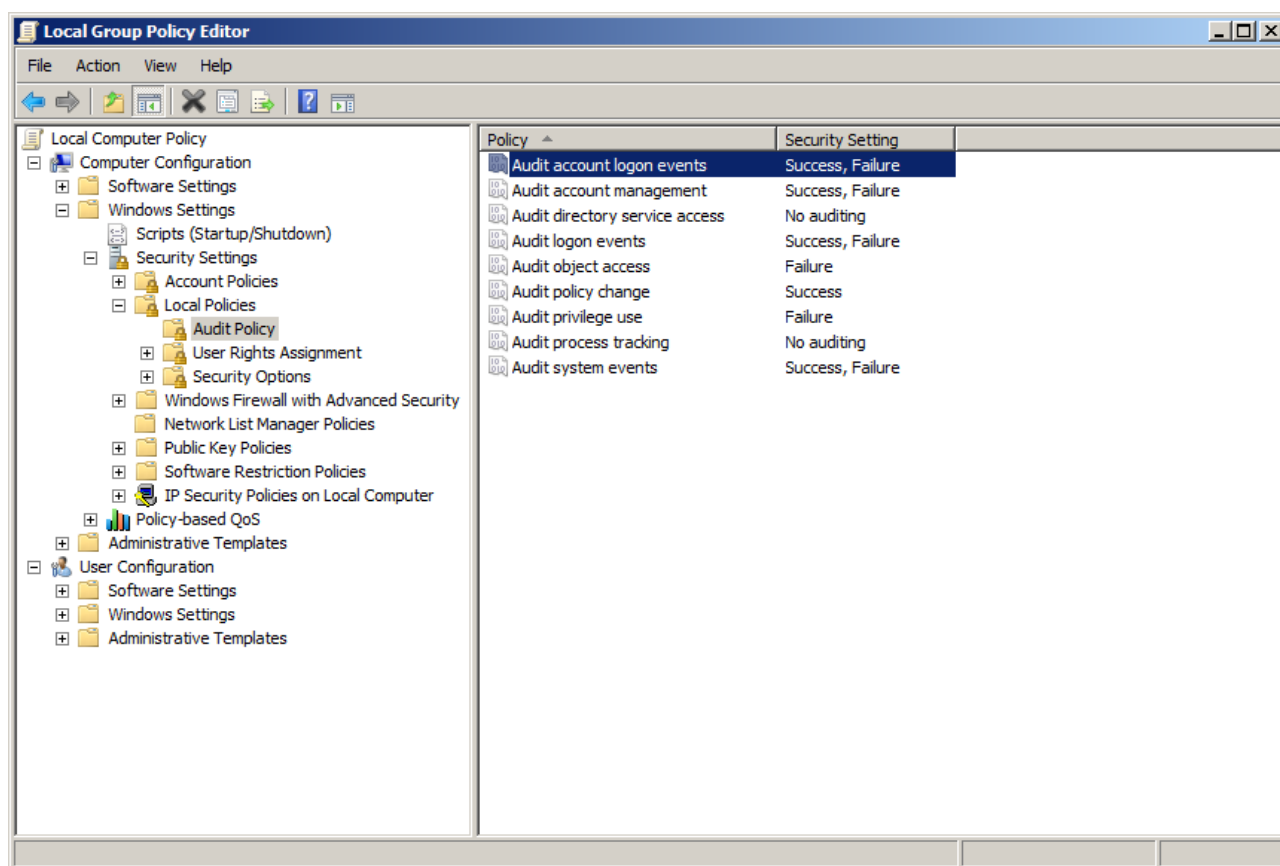 Local Group Policy Editor
File Action View Help
Local Computer Policy
Computer Configuration
Software Settings
Windows Settings
Scripts (Startup/Shutdown)
Security Settings
Account Policies
Local Policies
Audit Policy
User Rights Assignment
Security Options
Windows Firewall with Advanced Security
Network List Manager Policies
Public Key Policies
Software Restriction Policies
IP Security Policies on Local Computer
Policy-based QoS
Administrative Templates
User Configuration
Software Settings
Windows Settings
Administrative Templates
Policy Security Setting
Audit account logon events Success, Failure
Audit account management Success, Failure
Audit directory service access No auditing
Audit logon events Success, Failure
Audit object access Failure
Audit policy change Success
Audit privilege use Failure
Audit process tracking No auditing
Audit system events Success, Failure